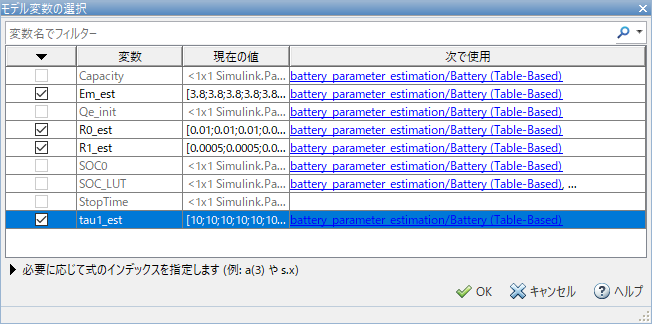 モデル変数の選択
変数名でフィルター
変数 現在の値 次で使用
Capacity <1x1 Simulink.Pa... battery_parameter_estimation/Battery (Table-Based)
Em_est [3.8;3.8;3.8;3.8;3.8... battery_parameter_estimation/Battery (Table-Based)
Qe_init <1x1 Simulink.Pa... battery_parameter_estimation/Battery (Table-Based)
R0_est [0.01;0.01;0.01;0.0... battery_parameter_estimation/Battery (Table-Based)
R1_est [0.0005;0.0005;0.0... battery_parameter_estimation/Battery (Table-Based)
SOC0 <1x1 Simulink.Pa... battery_parameter_estimation/Battery (Table-Based)
SOC_LUT <1x1 Simulink.Pa... battery_parameter_estimation/Battery (Table-Based), ...
StopTime <1x1 Simulink.Pa...
tau1_est [10;10;10;10;10;10... battery_parameter_estimation/Battery (Table-Based)
必要に応じて式のインデックスを指定します (例: a(3) や s.x)
OK キャンセル ヘルプ